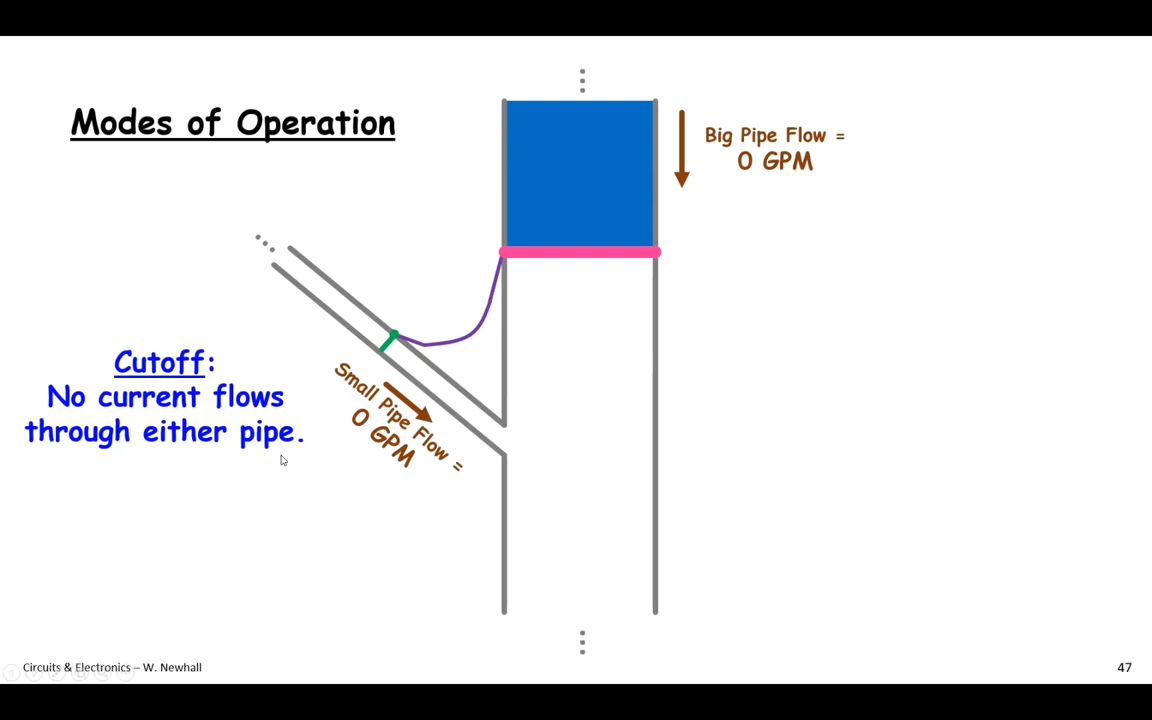 Modes of Operation
Big Pipe Flow =
0 GPM
Cutoff:
No current flows
through either pipe.
Small Pipe Flow =
0 GPM
Circuits & Electronics – W. Newhall
47